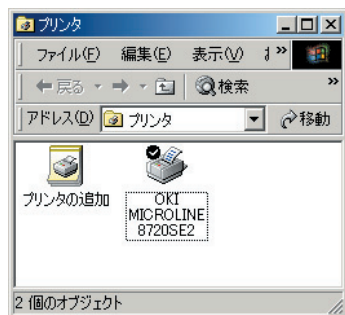 プリンタ
ファイル(F) 編集(E) 表示(V) »
戻る 検索 »
アドレス(D) プリンタ 移動
プリンタの追加
OKI
MICROLINE
8720SE2
2 個のオブジェクト